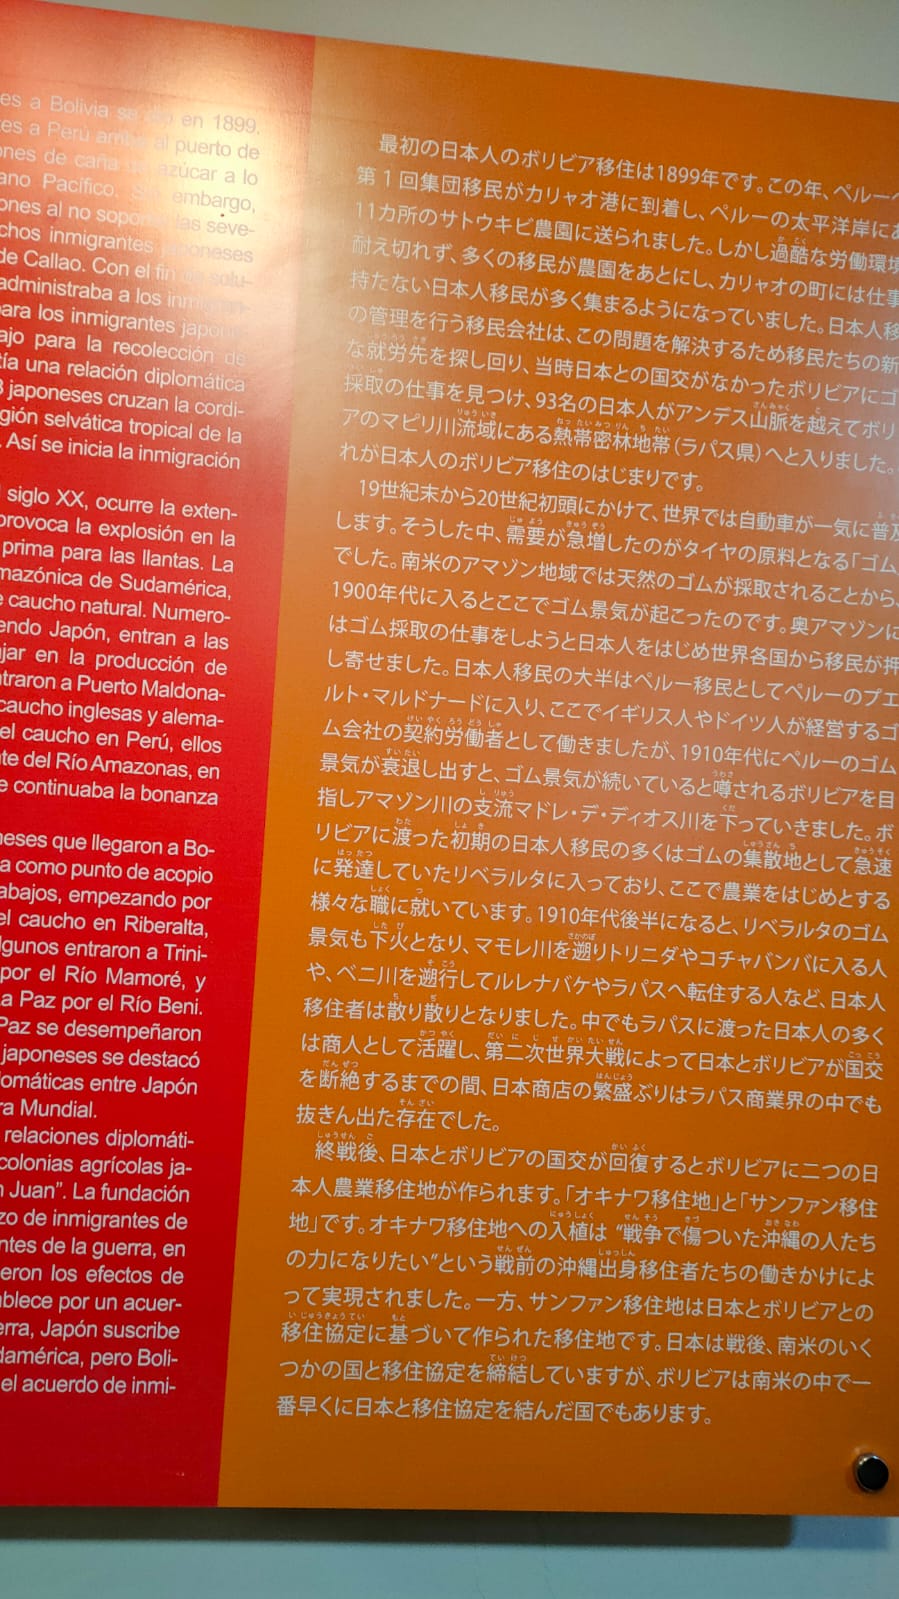 es a Bolivia se dio en 1899.
es a Perú arriba al puerto de
ones de caña de azúcar a lo
ano Pacífico. Sin embargo,
ones al no soportar las seve-
chos inmigrantes japoneses
de Callao. Con el fin de solu-
administraba a los inmigran-
para los inmigrantes japone-
ajo para la recolección de
tía una relación diplomática
3 japoneses cruzan la cordi-
gión selvática tropical de la
. Así se inicia la inmigración
siglo XX, ocurre la exten-
provoca la explosión en la
prima para las llantas. La
mazónica de Sudamérica,
e caucho natural. Numero-
endo Japón, entran a las
ajar en la producción de
ntraron a Puerto Maldona-
caucho inglesas y alema-
el caucho en Perú, ellos
nte del Río Amazonas, en
e continuaba la bonanza
neses que llegaron a Bo-
a como punto de acopio
abajos, empezando por
el caucho en Riberalta,
lgunos entraron a Trini-
por el Río Mamoré, y
a Paz por el Río Beni.
Paz se desempeñaron
japoneses se destacó
lomáticas entre Japón
ra Mundial.
relaciones diplomáti-
colonias agrícolas ja-
n Juan”. La fundación
zo de inmigrantes de
ntes de la guerra, en
ieron los efectos de
ablece por un acuer-
erra, Japón suscribe
damérica, pero Boli-
el acuerdo de inmi-
最初の日本人のボリビア移住は1899年です。この年、ペルーへ
第1回集団移民がカリャオ港に到着し、ペルーの太平洋岸にあ
11カ所のサトウキビ農園に送られました。しかし過酷な労働環境
耐え切れず、多くの移民が農園をあとにし、カリャオの町には仕事
持たない日本人移民が多く集まるようになっていました。日本人移
の管理を行う移民会社は、この問題を解決するため移民たちの新
な就労先を探し回り、当時日本との国交がなかったボリビアにゴ
採取の仕事を見つけ、93名の日本人がアンデス山脈を越えてボリ
アのマピリ川流域にある熱帯密林地帯（ラパス県）へと入りました。
れが日本人のボリビア移住のはじまりです。
19世紀末から20世紀初頭にかけて、世界では自動車が一気に普及
します。そうした中、需要が急増したのがタイヤの原料となる「ゴム
でした。南米のアマゾン地域では天然のゴムが採取されることから、
1900年代に入るとここでゴム景気が起こったのです。奥アマゾンに
はゴム採取の仕事をしようと日本人をはじめ世界各国から移民が押
し寄せました。日本人移民の大半はペルー移民としてペルーのプエ
ルト・マルドナードに入り、ここでイギリス人やドイツ人が経営するゴ
ム会社の契約労働者として働きましたが、1910年代にペルーのゴム
景気が衰退し出すと、ゴム景気が続いていると噂されるボリビアを目
指しアマゾン川の支流マドレ・デ・ディオス川を下っていきました。ボ
リビアに渡った初期の日本人移民の多くはゴムの集散地として急速
に発達していたリベラルタに入っており、ここで農業をはじめとする
様々な職に就いています。1910年代後半になると、リベラルタのゴム
景気も下火となり、マモレ川を遡りトリニダやコチャバンバに入る人
や、ベニ川を遡行してルレナバケやラパスへ転住する人など、日本人
移住者は散り散りとなりました。中でもラパスに渡った日本人の多く
は商人として活躍し、第二次世界大戦によって日本とボリビアが国交
を断絶するまでの間、日本商店の繁盛ぶりはラパス商業界の中でも
抜きん出た存在でした。
終戦後、日本とボリビアの国交が回復するとボリビアに二つの日
本人農業移住地が作られます。「オキナワ移住地」と「サンファン移住
地」です。オキナワ移住地への入植は “戦争で傷ついた沖縄の人たち
の力になりたい”という戦前の沖縄出身移住者たちの働きかけによ
って実現されました。一方、サンファン移住地は日本とボリビアとの
移住協定に基づいて作られた移住地です。日本は戦後、南米のいく
つかの国と移住協定を締結していますが、ボリビアは南米の中で一
番早くに日本と移住協定を結んだ国でもあります。